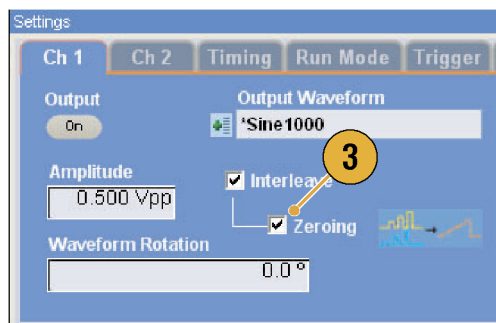 Settings
Ch 1 Ch 2 Timing Run Mode Trigger
Output Output Waveform
On *Sine1000
3
Amplitude Interleave
0.500 Vpp
Zeroing
Waveform Rotation
0.0 °